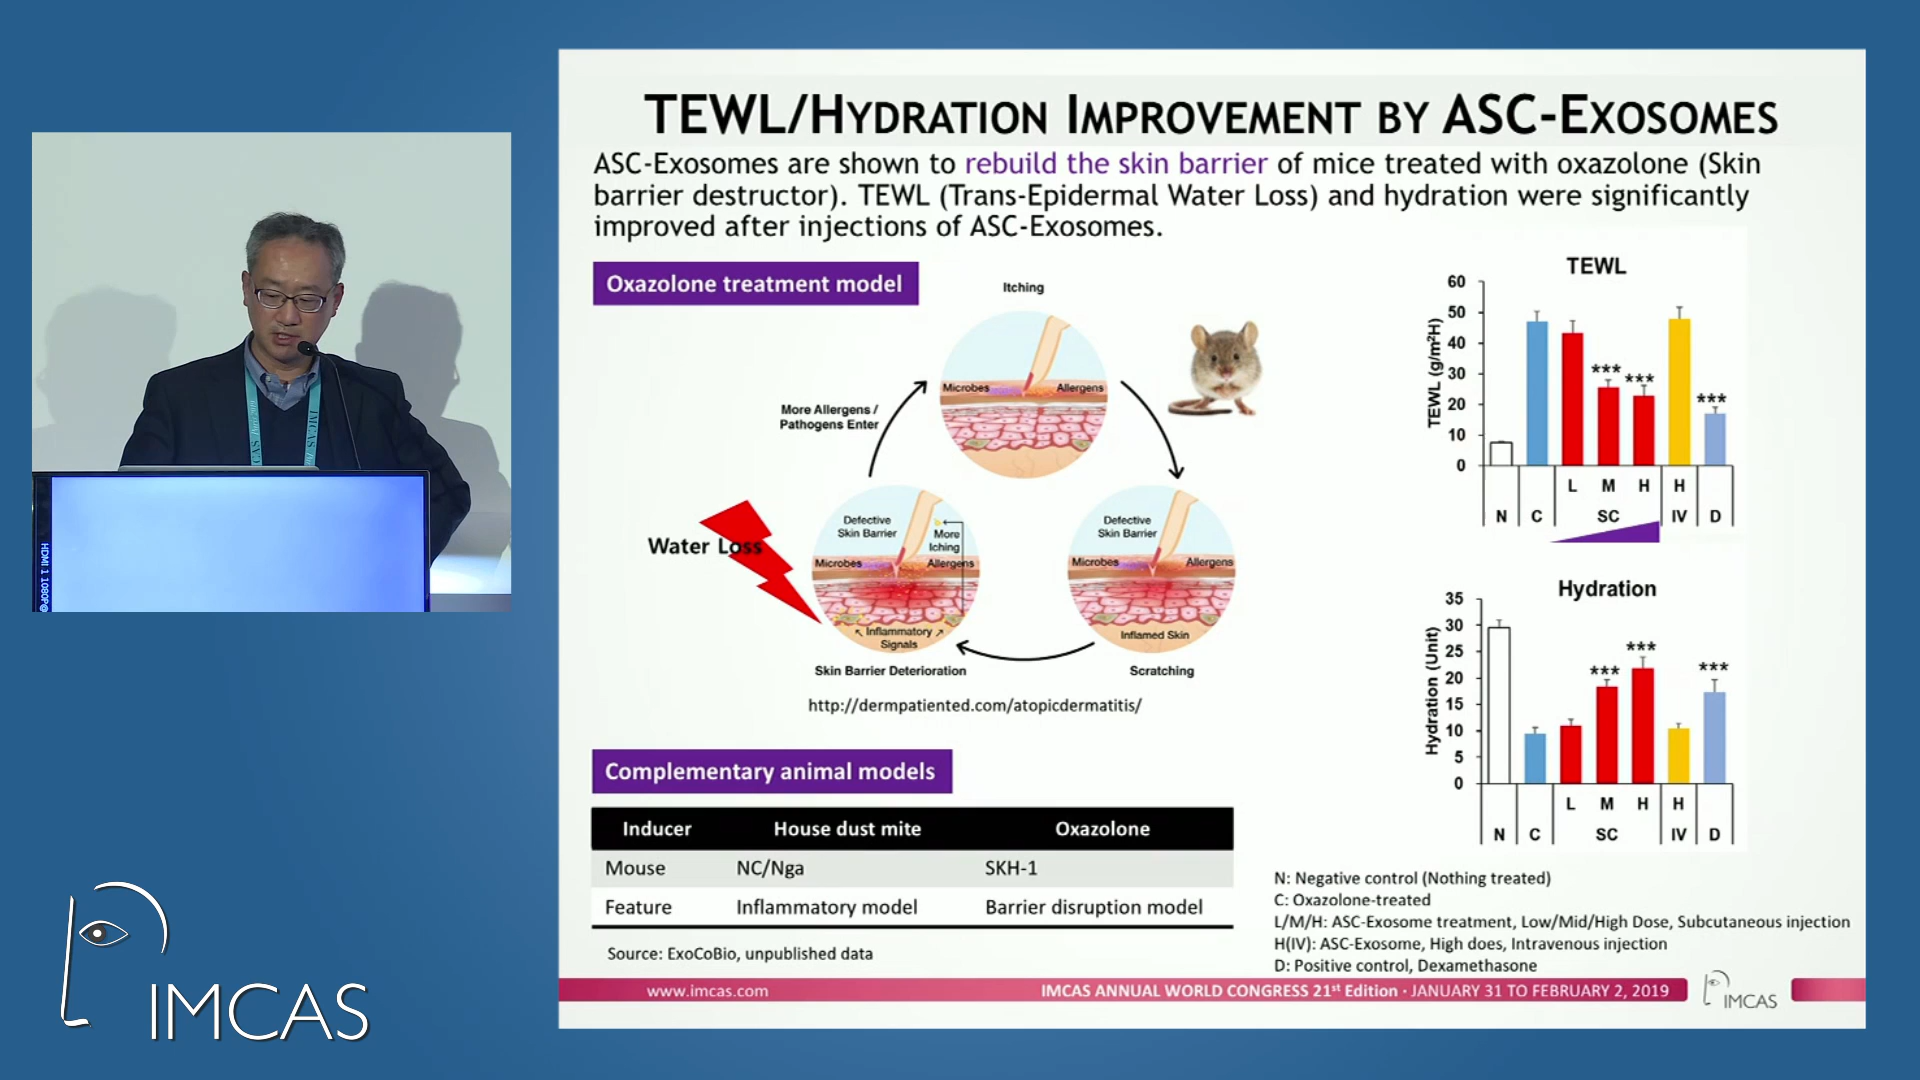 TEWL/HYDRATION IMPROVEMENT BY ASC-EXOSOMES
ASC-Exosomes are shown to rebuild the skin barrier of mice treated with oxazolone (Skin
barrier destructor). TEWL (Trans-Epidermal Water Loss) and hydration were significantly
improved after injections of ASC-Exosomes.
Oxazolone treatment model
Itching
Microbes
Allergens
More Allergens /
Pathogens Enter
Water Loss
Defective
Skin Barrier
More
Iching
Microbes
Allergens
Inflammatory
Signals
Skin Barrier Deterioration
Defective
Skin Barrier
Microbes
Allergens
Inflamed Skin
Scratching
http://dermpatiented.com/atopicdermatitis/
TEWL
TEWL (g/m²H)
60
50
40
30
20
10
0
*** *** ***
L M H H
N C SC IV D
Hydration
Hydration (Unit)
35
30
25
20
15
10
5
0
*** *** ***
L M H H
N C SC IV D
Complementary animal models
Inducer House dust mite Oxazolone
Mouse NC/Nga SKH-1
Feature Inflammatory model Barrier disruption model
Source: ExoCoBio, unpublished data
N: Negative control (Nothing treated)
C: Oxazolone-treated
L/M/H: ASC-Exosome treatment, Low/Mid/High Dose, Subcutaneous injection
H(IV): ASC-Exosome, High does, Intravenous injection
D: Positive control, Dexamethasone
www.imcas.com
IMCAS ANNUAL WORLD CONGRESS 21st Edition · JANUARY 31 TO FEBRUARY 2, 2019
IMCAS
IMCAS
IMCAS
HDMI 1 1080P@